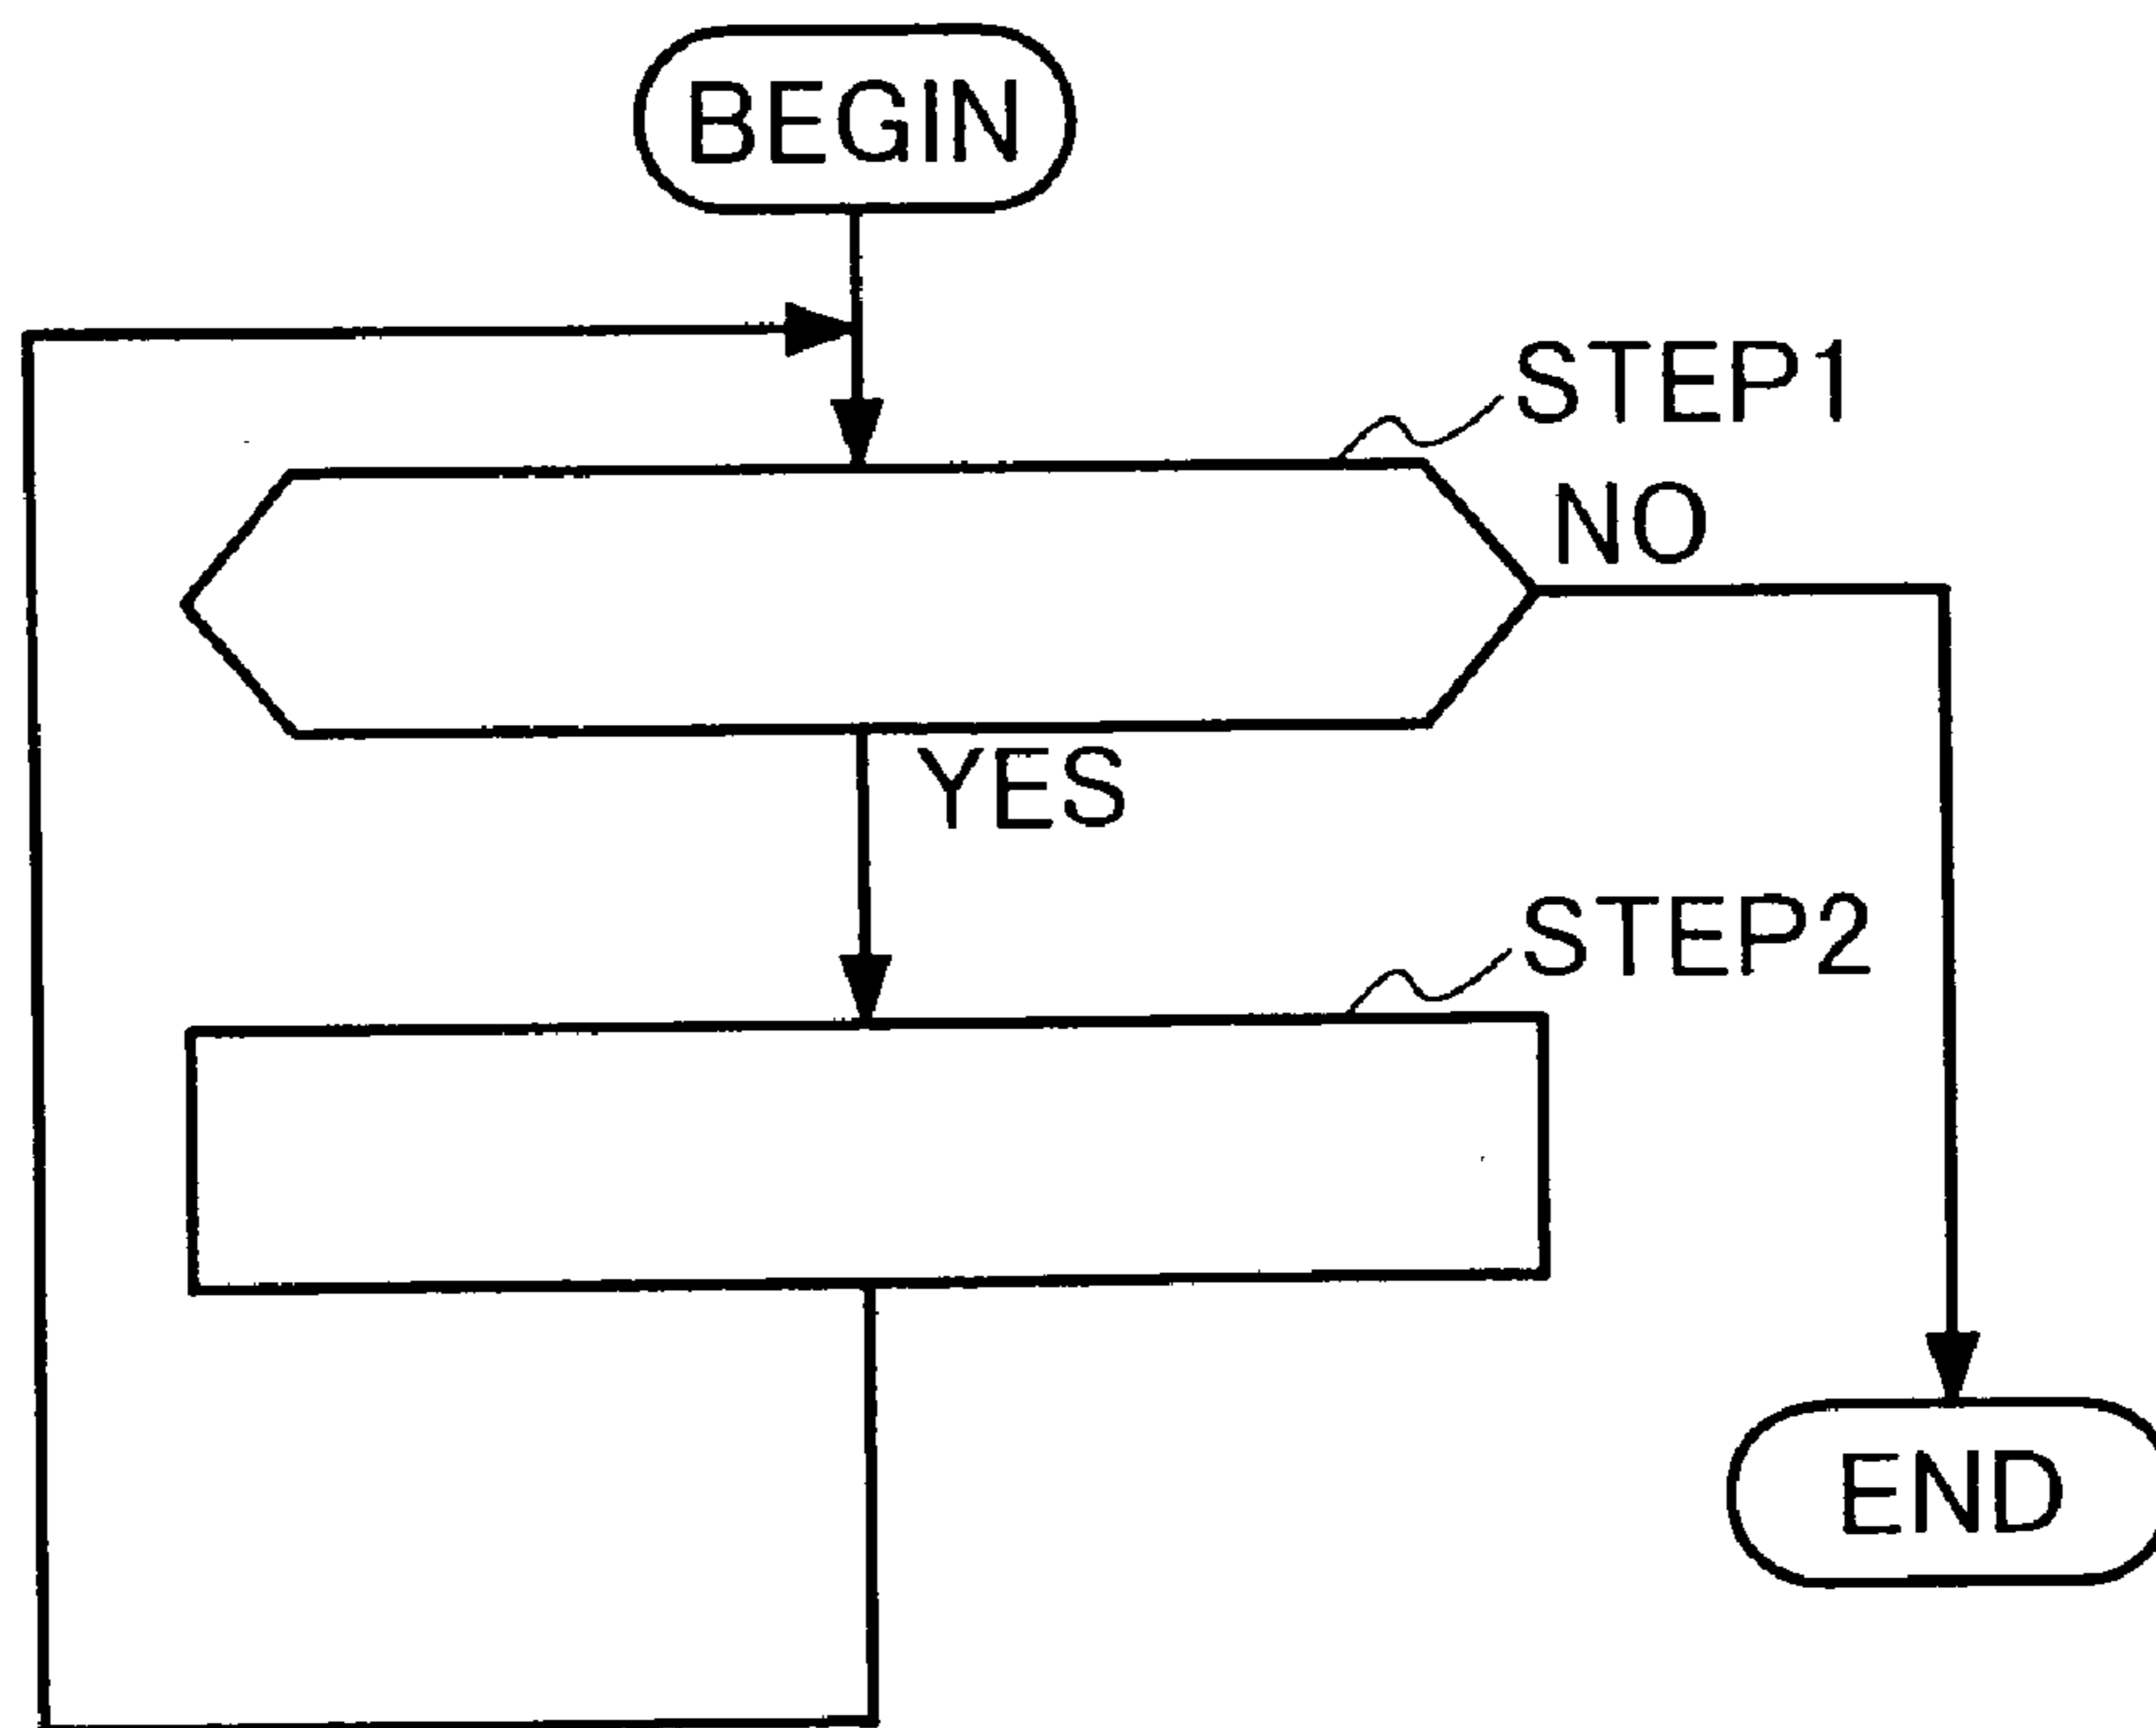 BEGIN
STEP1
NO
YES
STEP2
END